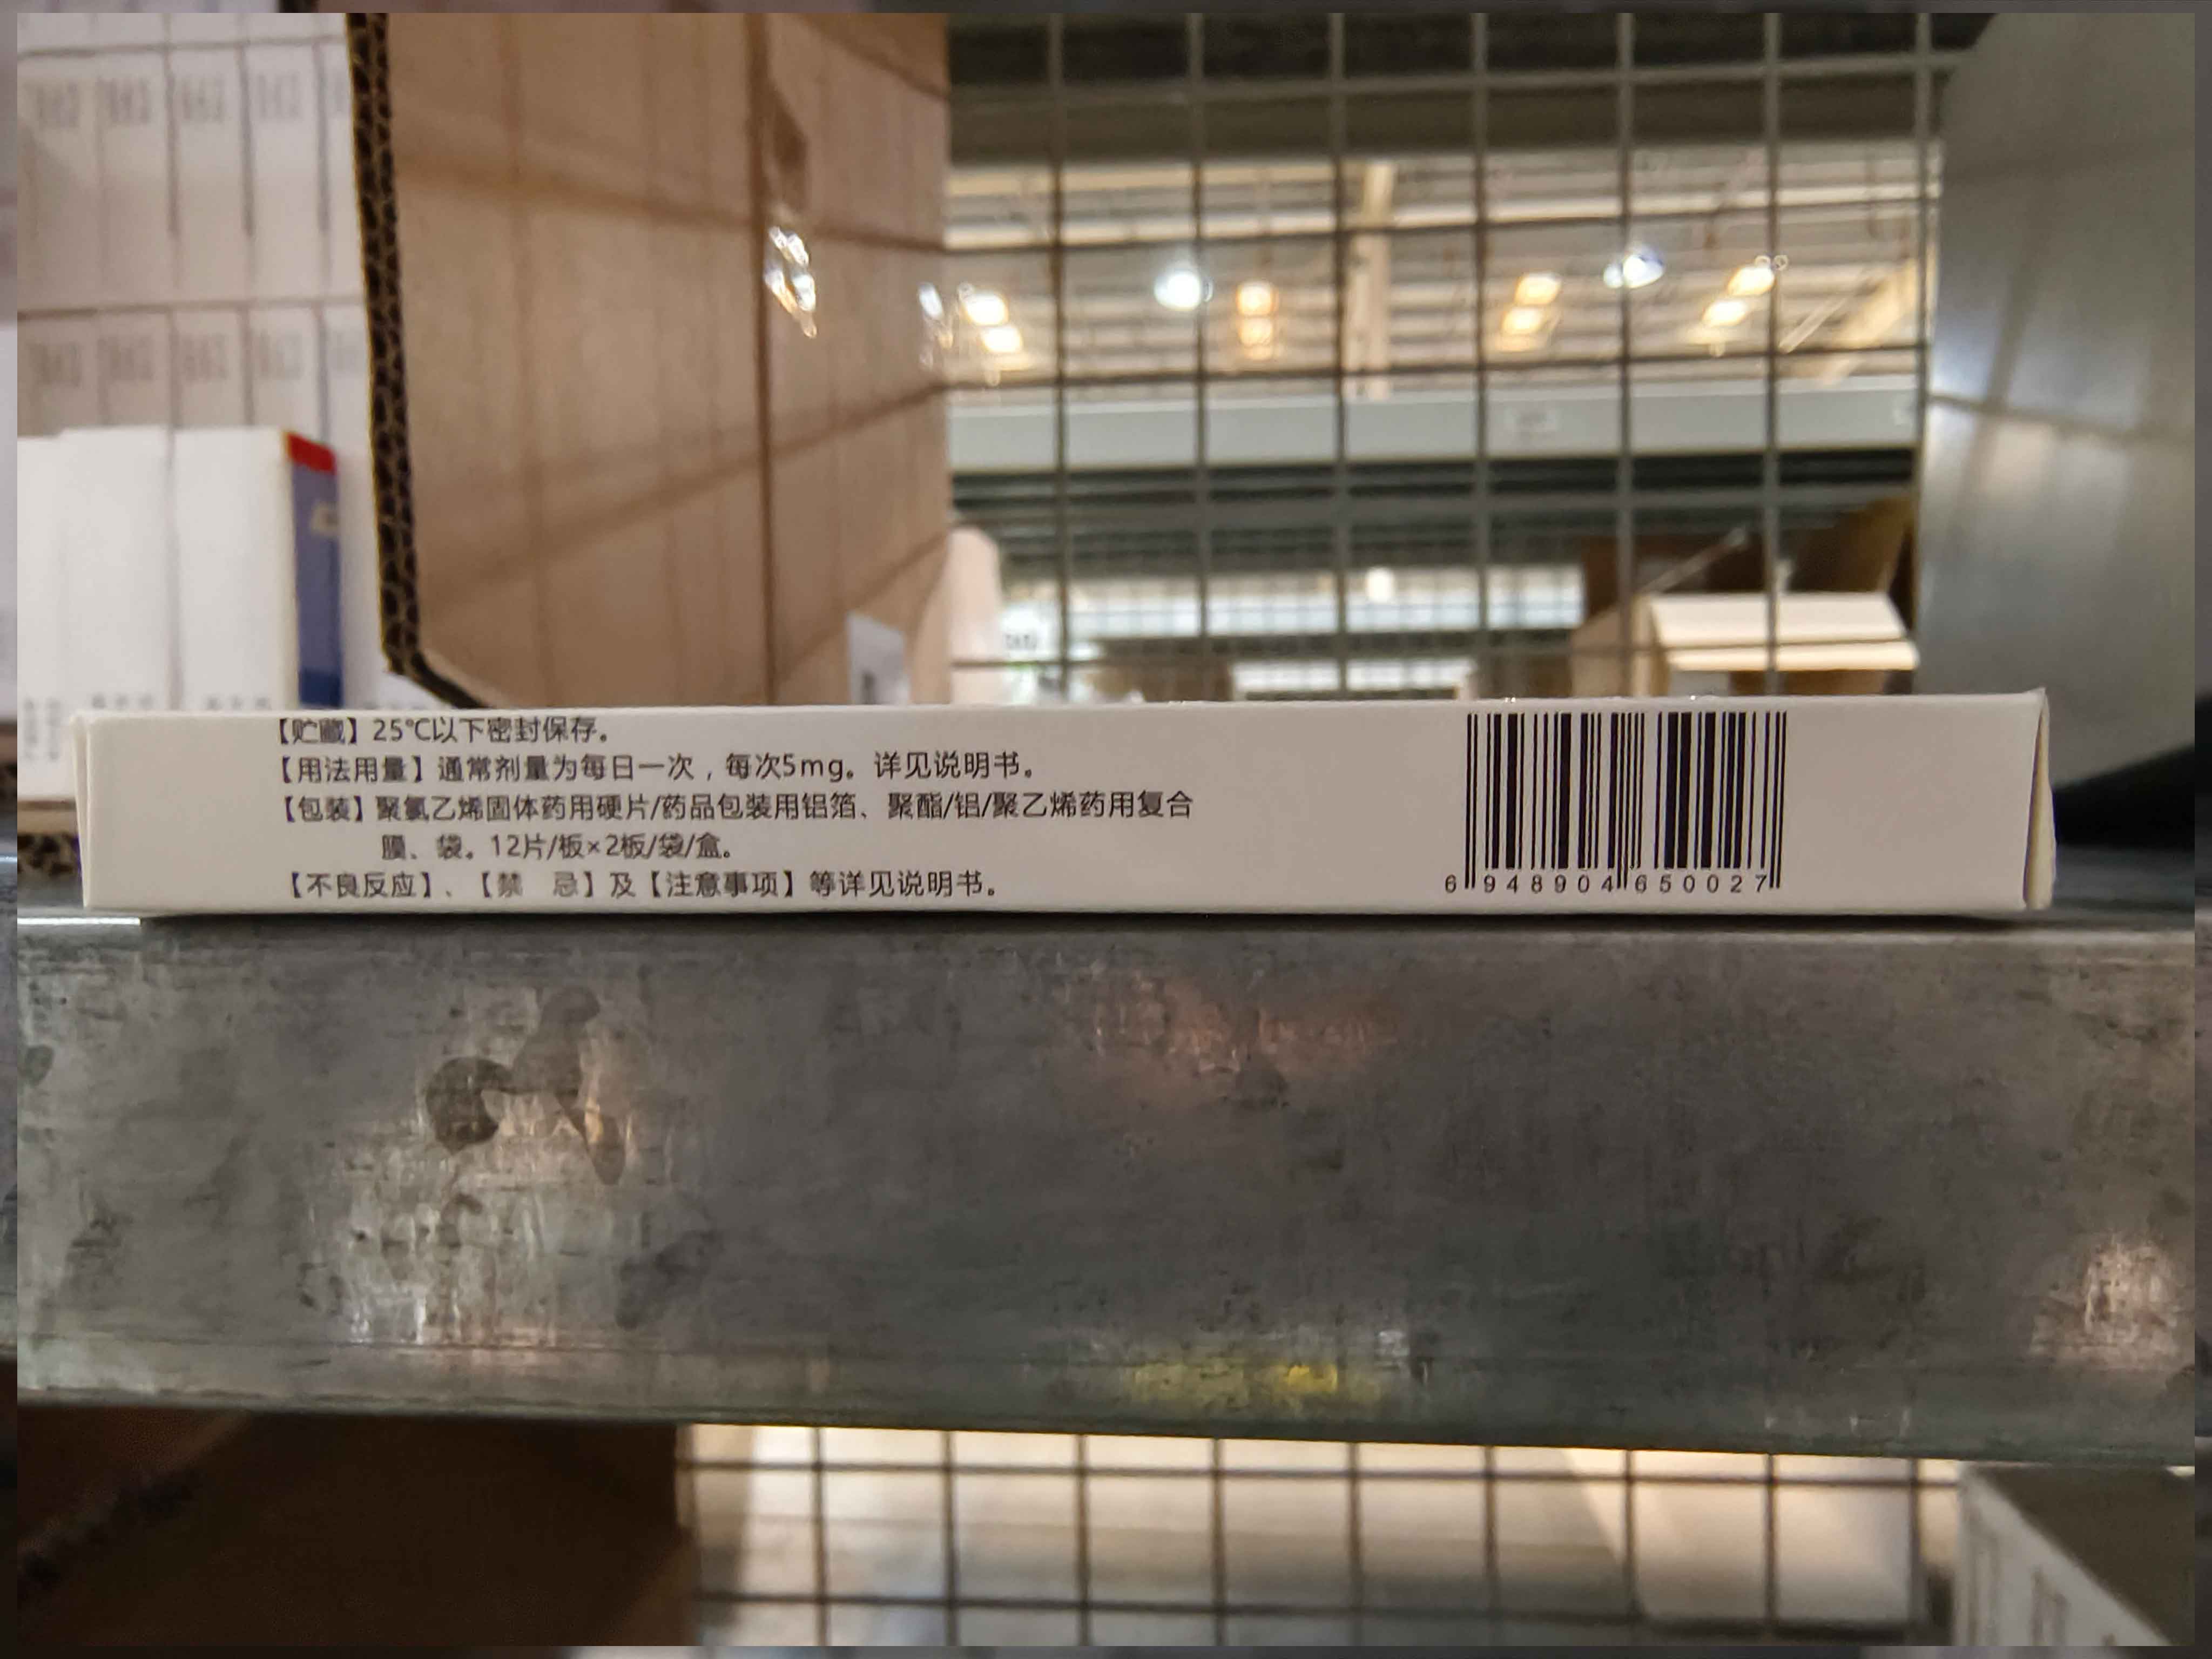 【贮藏】25℃以下密封保存。
【用法用量】通常剂量为每日一次，每次5mg。详见说明书。
【包装】聚氯乙烯固体药用硬片/药品包装用铝箔、聚酯/铝/聚乙烯药用复合
膜、袋。12片/板×2板/袋/盒。
【不良反应】、【禁　忌】及【注意事项】等详见说明书。
6 948904 650027